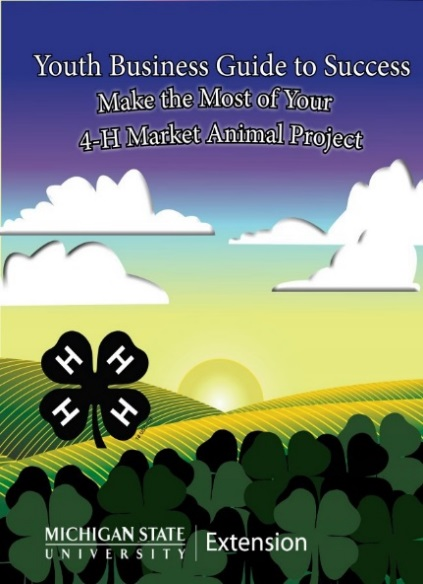 Youth Business Guide to Success
Make the Most of Your
4-H Market Animal Project
H H
H H
MICHIGAN STATE
UNIVERSITY
Extension